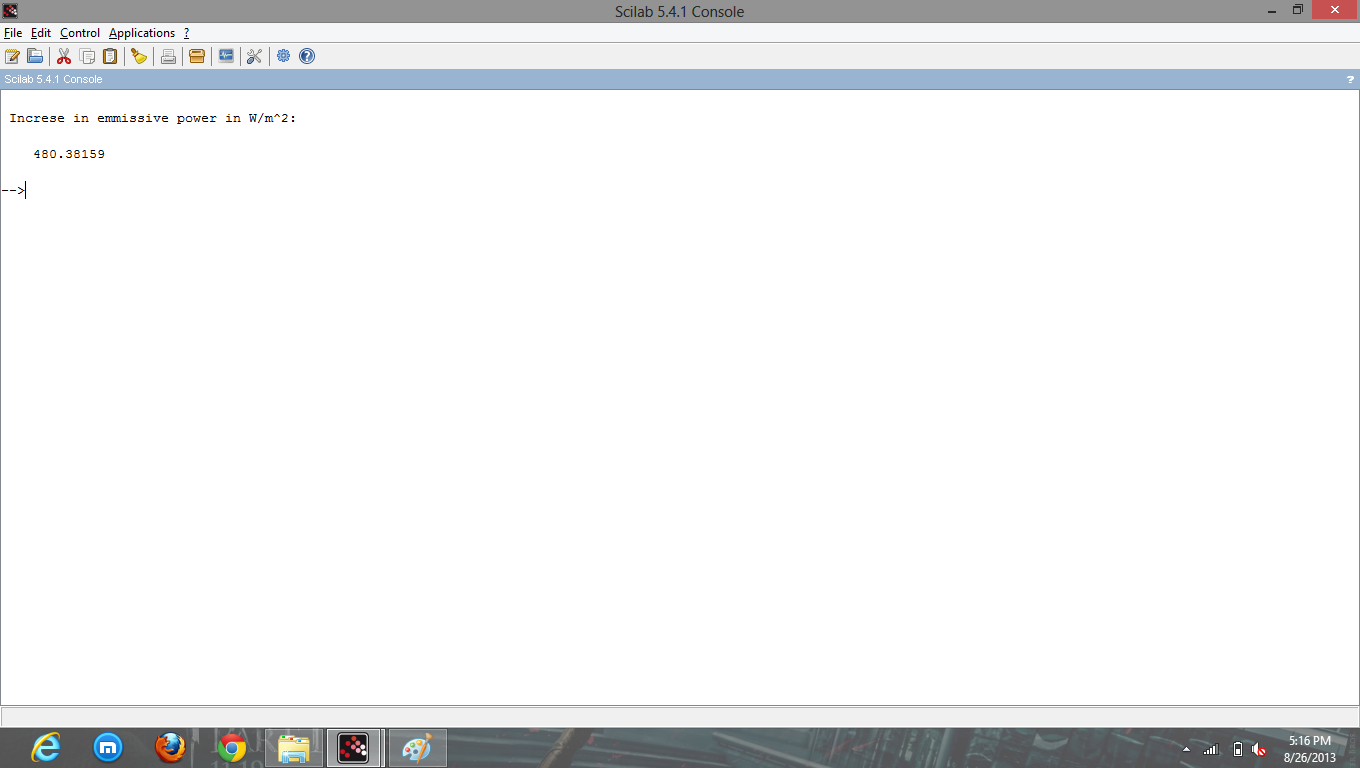 Scilab 5.4.1 Console
File Edit Control Applications ?
Scilab 5.4.1 Console ?
Increse in emmissive power in W/m^2:
480.38159
-->
5:16 PM
8/26/2013